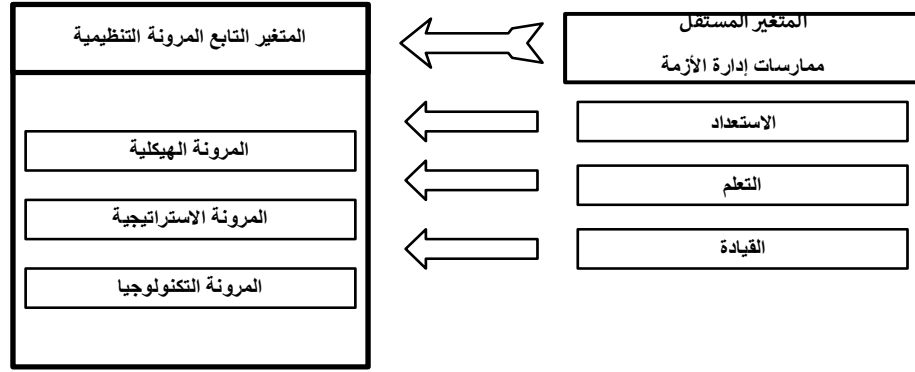 المتغير المستقل
ممارسات إدارة الأزمة
الاستعداد
التعلم
القيادة
المتغير التابع المرونة التنظيمية
المرونة الهيكلية
المرونة الاستراتيجية
المرونة التكنولوجيا